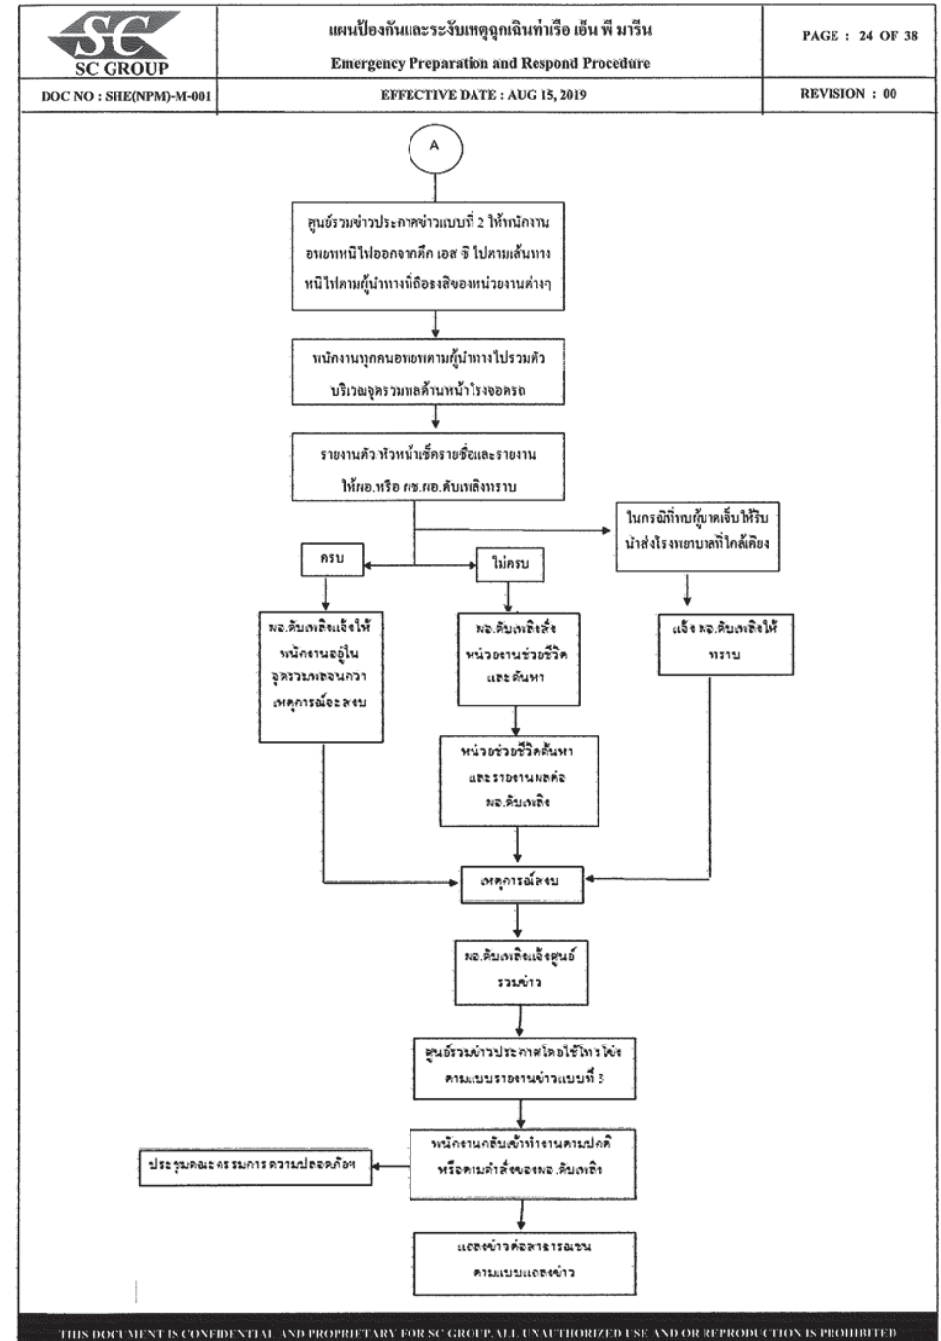 SC
SC GROUP
แผนป้องกันและระงับเหตุฉุกเฉินท่าเรือ เอ็น พี มารีน
Emergency Preparation and Respond Procedure
PAGE : 24 OF 38
DOC NO : SHE(NPM)-M-001
EFFECTIVE DATE : AUG 15, 2019
REVISION : 00
A
ศูนย์รวมข่าวประกาศข่าวแบบที่ 2 ให้พนักงาน
อพยพหนีไฟออกจากตึก เอส ซี ไปตามเส้นทาง
หนีไฟตามผู้นำทางที่ถือธงสีของหน่วยงานต่างๆ
พนักงานทุกคนอพยพตามผู้นำทางไปรวมตัว
บริเวณจุดรวมพลด้านหน้าโรงจอดรถ
รายงานตัว หัวหน้าเช็ครายชื่อและรายงาน
ให้ผอ.หรือ ผช.ผอ.ดับเพลิงทราบ
ในกรณีที่พบผู้บาดเจ็บให้รีบ
นำส่งโรงพยาบาลที่ใกล้เคียง
ครบ
ไม่ครบ
ผอ.ดับเพลิงแจ้งให้
พนักงานอยู่ใน
จุดรวมพลจนกว่า
เหตุการณ์จะสงบ
ผอ.ดับเพลิงสั่ง
หน่วยงานช่วยชีวิต
และค้นหา
แจ้ง ผอ.ดับเพลิงให้
ทราบ
หน่วยช่วยชีวิตค้นหา
และรายงานผลต่อ
ผอ.ดับเพลิง
เหตุการณ์สงบ
ผอ.ดับเพลิงแจ้งศูนย์
รวมข่าว
ศูนย์รวมข่าวประกาศโดยใช้โทรโข่ง
ตามแบบรายงานข่าวแบบที่ 3
พนักงานกลับเข้าทำงานตามปกติ
หรือตามคำสั่งของผอ.ดับเพลิง
ประชุมคณะกรรมการความปลอดภัยฯ
แถลงข่าวต่อสาธารณชน
ตามแบบแถลงข่าว
THIS DOCUMENT IS CONFIDENTIAL AND PROPRIETARY FOR SC GROUP. ALL UNAUTHORIZED USE AND OR REPRODUCTION IS PROHIBITED